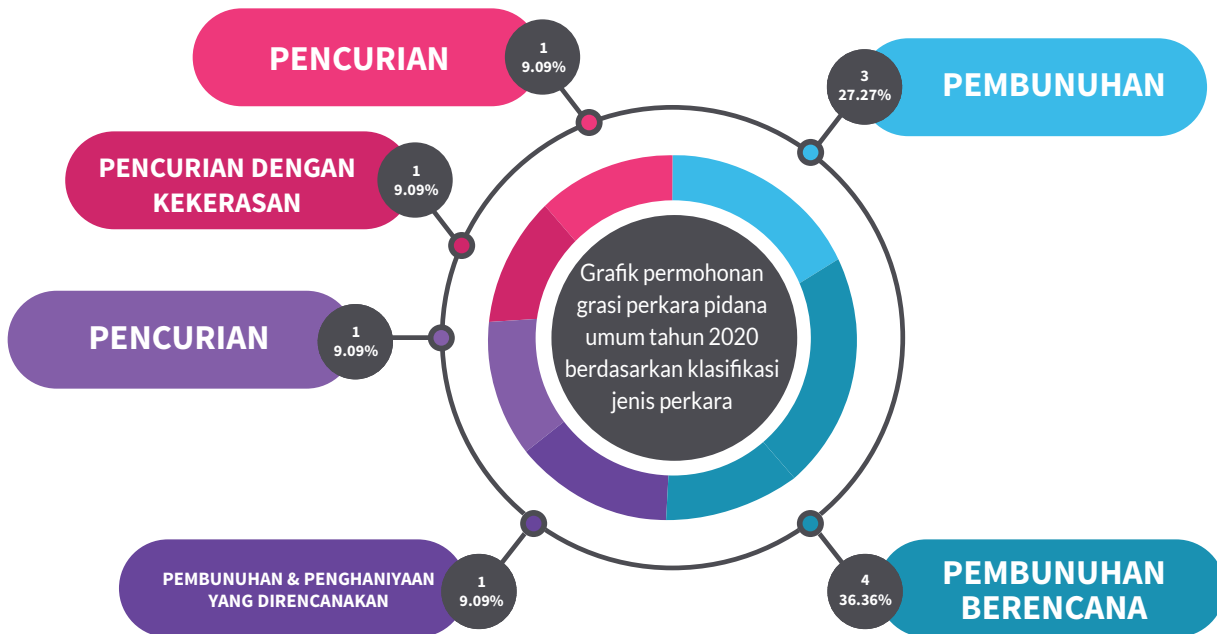 PENCURIAN
1
9.09%
3
27.27%
PEMBUNUHAN
PENCURIAN DENGAN
KEKERASAN
1
9.09%
PENCURIAN
1
9.09%
Grafik permohonan
grasi perkara pidana
umum tahun 2020
berdasarkan klasifikasi
jenis perkara
PEMBUNUHAN & PENGHANIYAAN
YANG DIRENCANAKAN
1
9.09%
4
36.36%
PEMBUNUHAN
BERENCANA